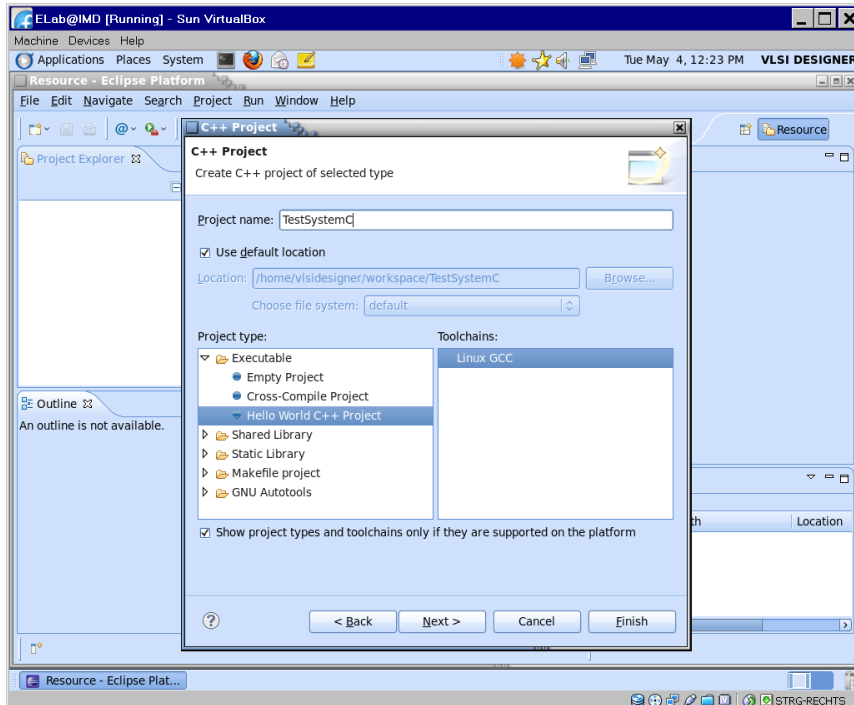 ELab@IMD [Running] - Sun VirtualBox
Machine Devices Help
Applications Places System Tue May 4, 12:23 PM VLSI DESIGNER
Resource - Eclipse Platform
File Edit Navigate Search Project Run Window Help
C++ Project
Resource
Project Explorer
C++ Project
Create C++ project of selected type
Project name: TestSystemC
Use default location
Location: /home/vlsidesigner/workspace/TestSystemC Browse...
Choose file system: default
Project type: Toolchains:
Executable Linux GCC
Empty Project
Cross-Compile Project
Hello World C++ Project
Shared Library
Static Library
Makefile project
GNU Autotools
Outline
An outline is not available.
th Location
Show project types and toolchains only if they are supported on the platform
? < Back Next > Cancel Finish
Resource - Eclipse Plat...
STRG-RECHTS